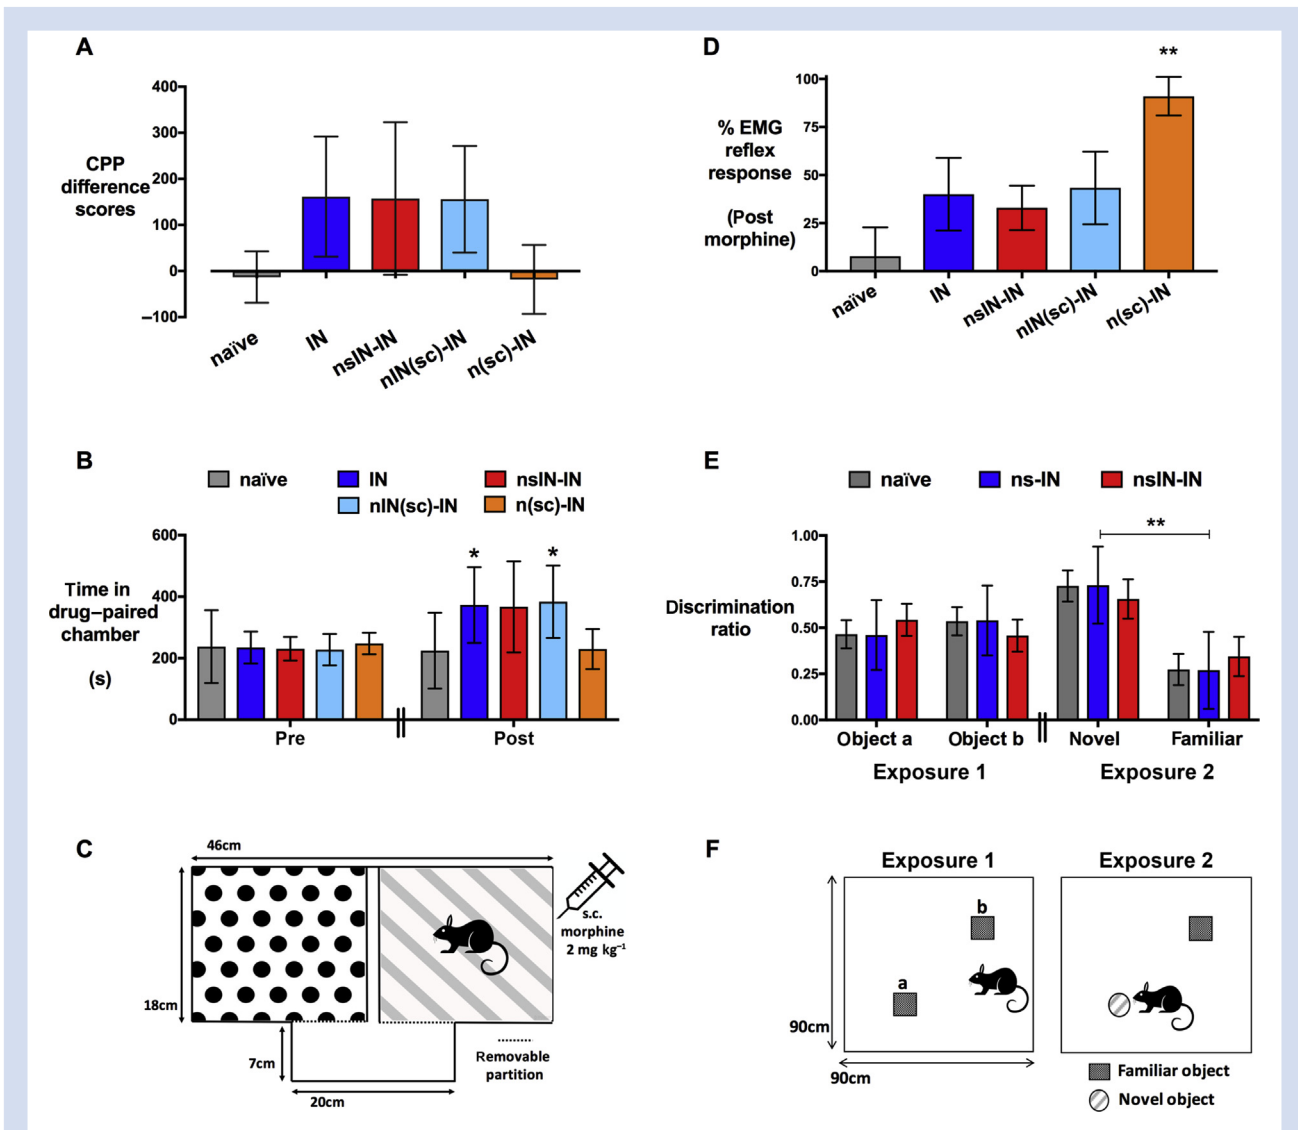 A
400
300
200
100
0
–100
CPP
difference
scores
naïve
IN
nsIN-IN
nIN(sc)-IN
n(sc)-IN
D
**
100
75
50
25
0
% EMG
reflex
response
(Post
morphine)
naïve
IN
nsIN-IN
nIN(sc)-IN
n(sc)-IN
B
naïve
IN
nsIN-IN
nIN(sc)-IN
n(sc)-IN
600
400
200
0
Time in
drug–paired
chamber
(s)
*
*
Pre
Post
E
naïve
ns-IN
nsIN-IN
1.00
0.75
0.50
0.25
0.00
Discrimination
ratio
**
Object a
Object b
Novel
Familiar
Exposure 1
Exposure 2
C
46cm
18cm
s.c.
morphine
2 mg kg⁻¹
7cm
20cm
Removable
partition
F
Exposure 1
Exposure 2
b
a
90cm
90cm
Familiar object
Novel object